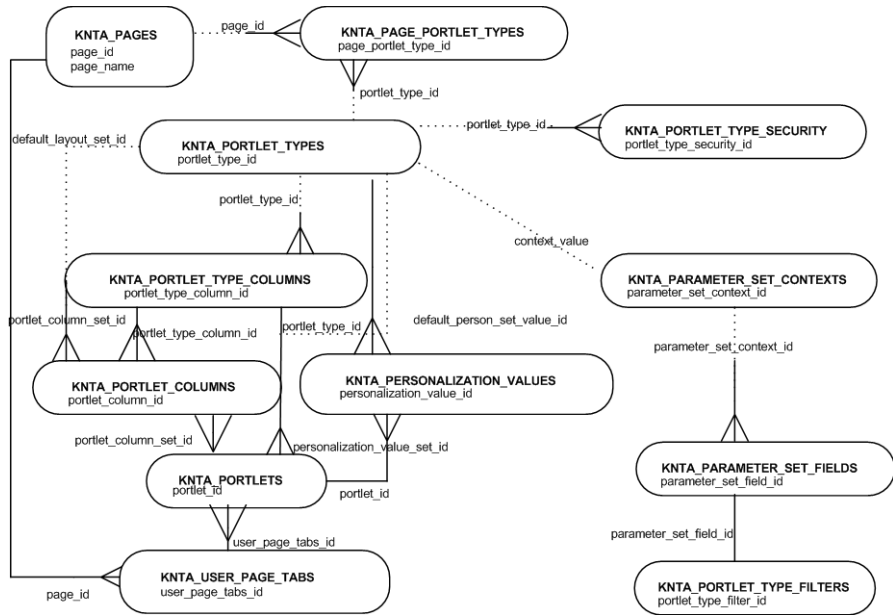 KNTA_PAGES
page_id
page_name
page_id
KNTA_PAGE_PORTLET_TYPES
page_portlet_type_id
portlet_type_id
default_layout_set_id
KNTA_PORTLET_TYPES
portlet_type_id
portlet_type_id
KNTA_PORTLET_TYPE_SECURITY
portlet_type_security_id
portlet_type_id
context_value
KNTA_PORTLET_TYPE_COLUMNS
portlet_type_column_id
KNTA_PARAMETER_SET_CONTEXTS
parameter_set_context_id
portlet_column_set_id
portlet_type_column_id
portlet_type_id
default_person_set_value_id
parameter_set_context_id
KNTA_PORTLET_COLUMNS
portlet_column_id
KNTA_PERSONALIZATION_VALUES
personalization_value_id
portlet_column_set_id
personalization_value_set_id
KNTA_PORTLETS
portlet_id
portlet_id
KNTA_PARAMETER_SET_FIELDS
parameter_set_field_id
parameter_set_field_id
user_page_tabs_id
KNTA_USER_PAGE_TABS
user_page_tabs_id
page_id
KNTA_PORTLET_TYPE_FILTERS
portlet_type_filter_id